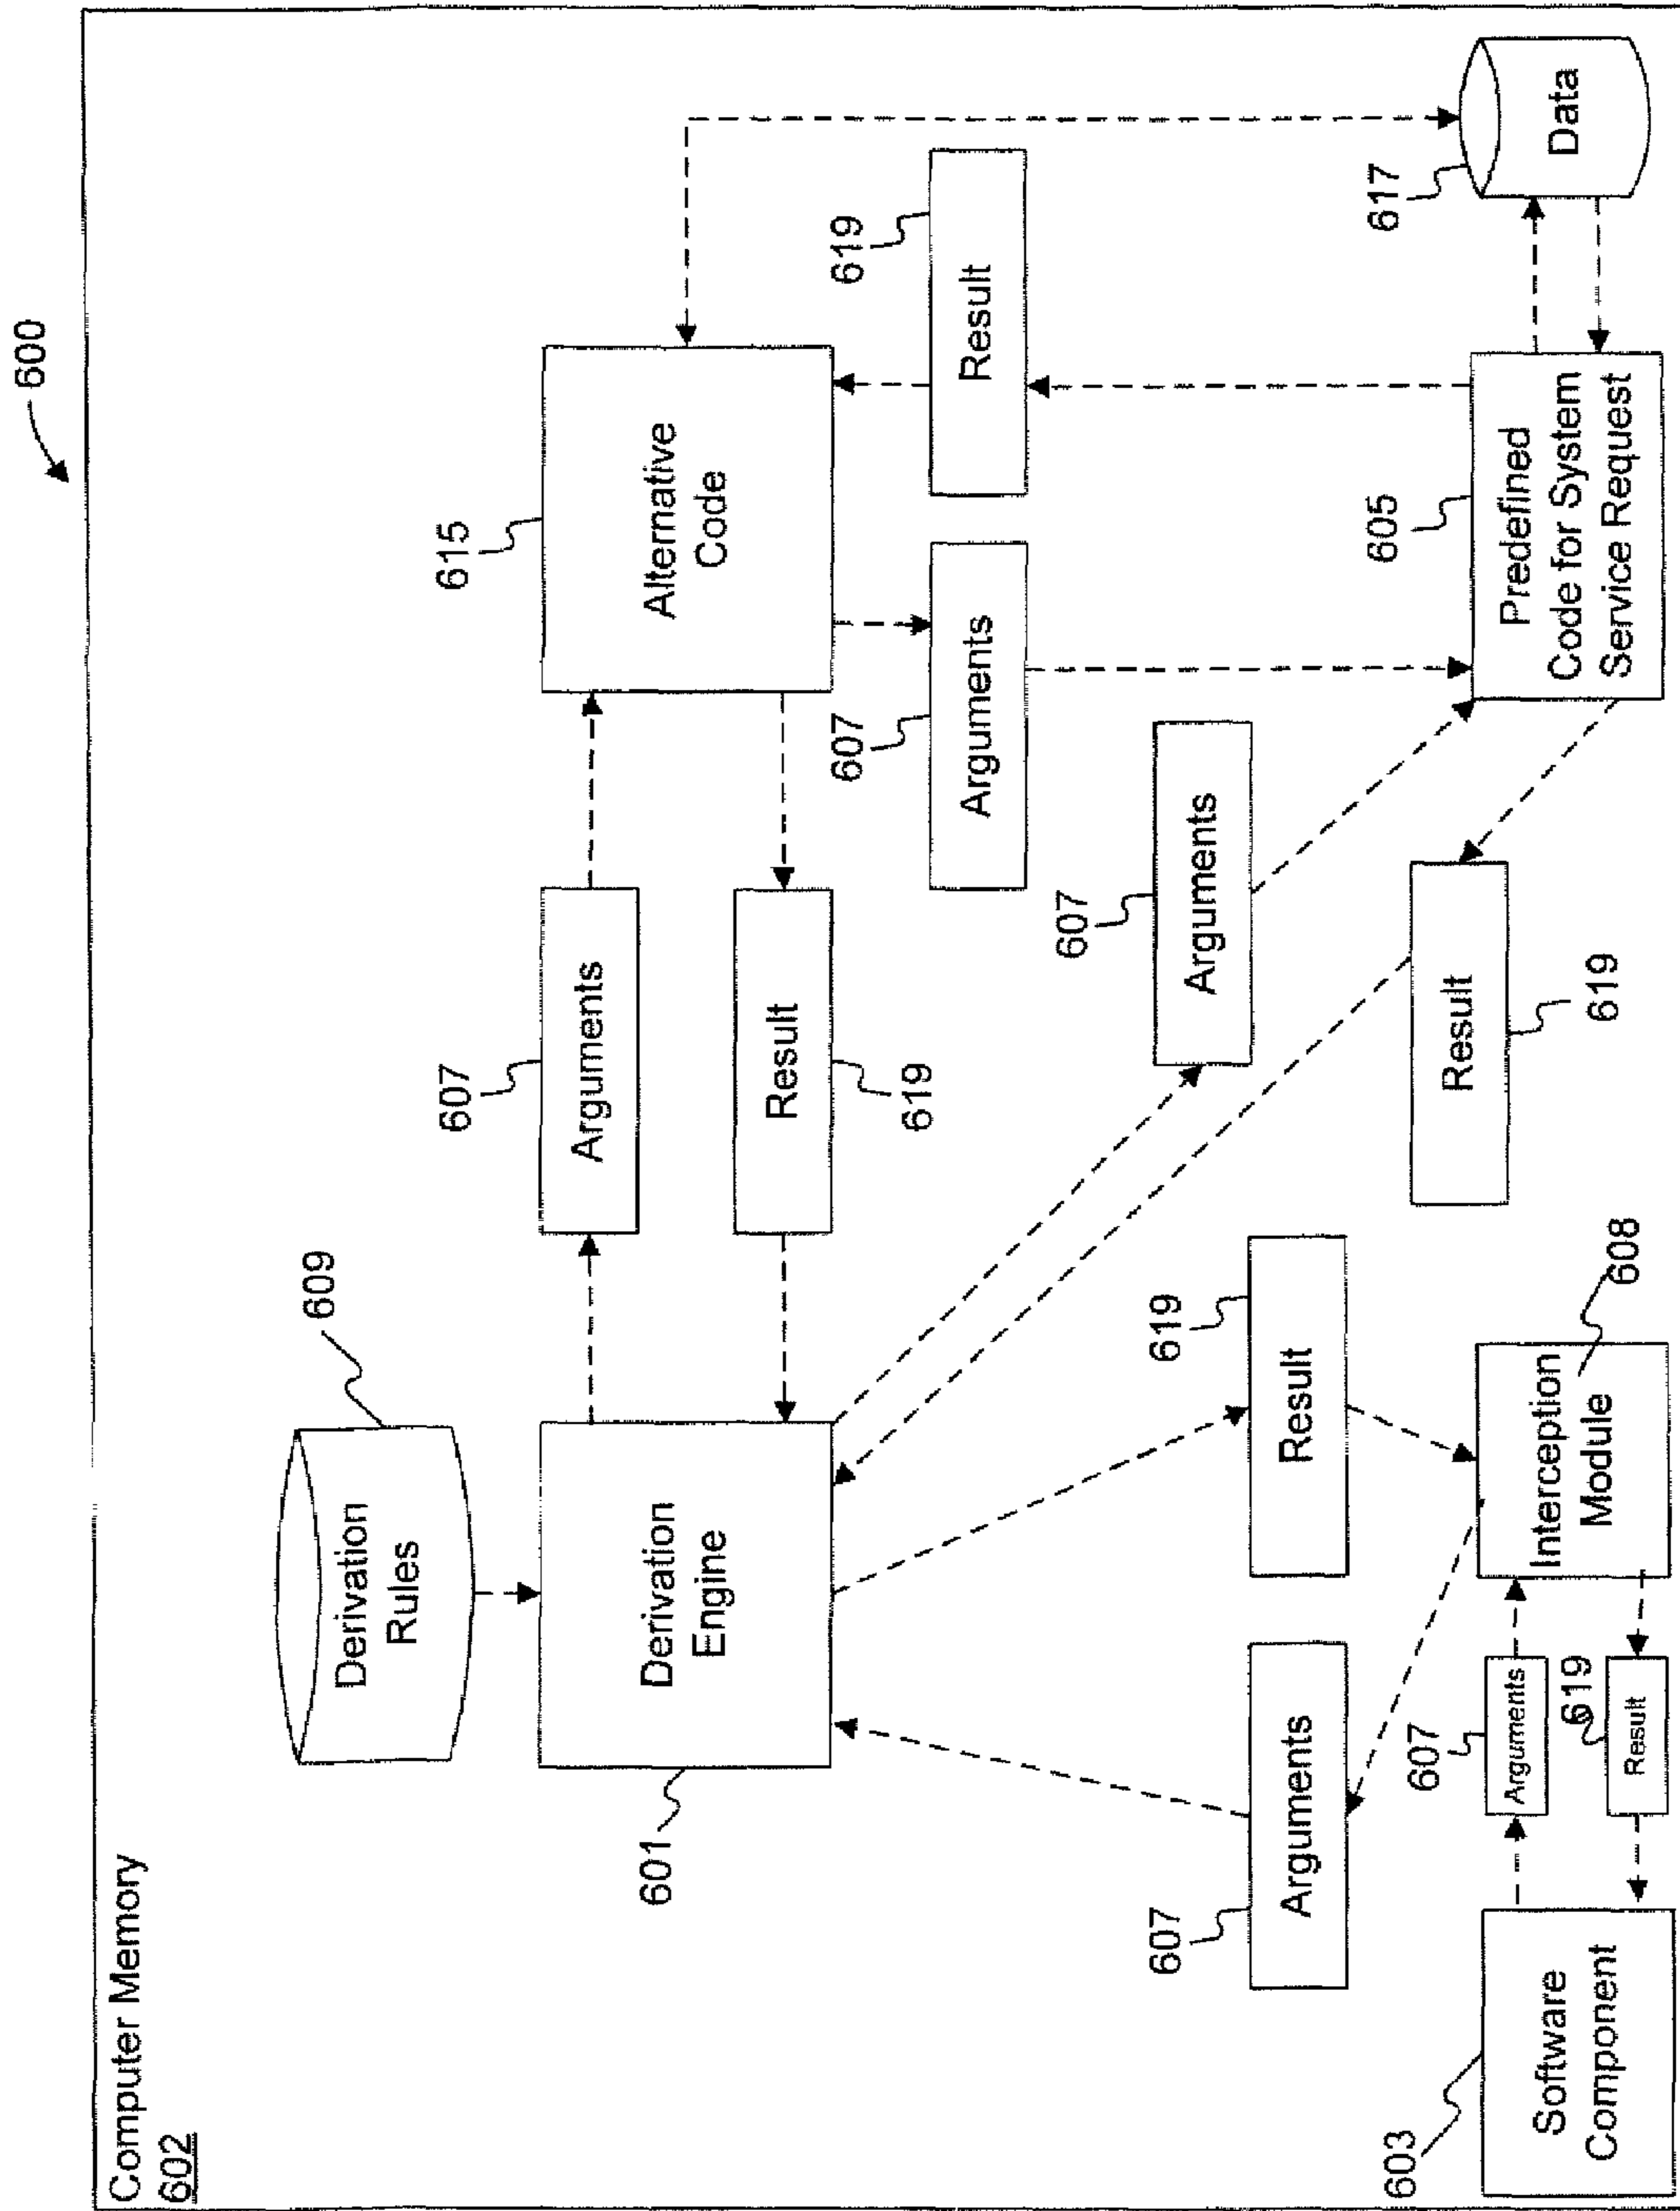 600
Computer Memory
602
609
Derivation
Rules
Derivation
Engine
601
607
Arguments
Result
619
615
Alternative
Code
607
Arguments
619
Result
607
Arguments
Result
619
605
Predefined
Code for System
Service Request
617
Data
619
Result
607
Arguments
608
Interception
Module
607
Arguments
619
Result
603
Software
Component